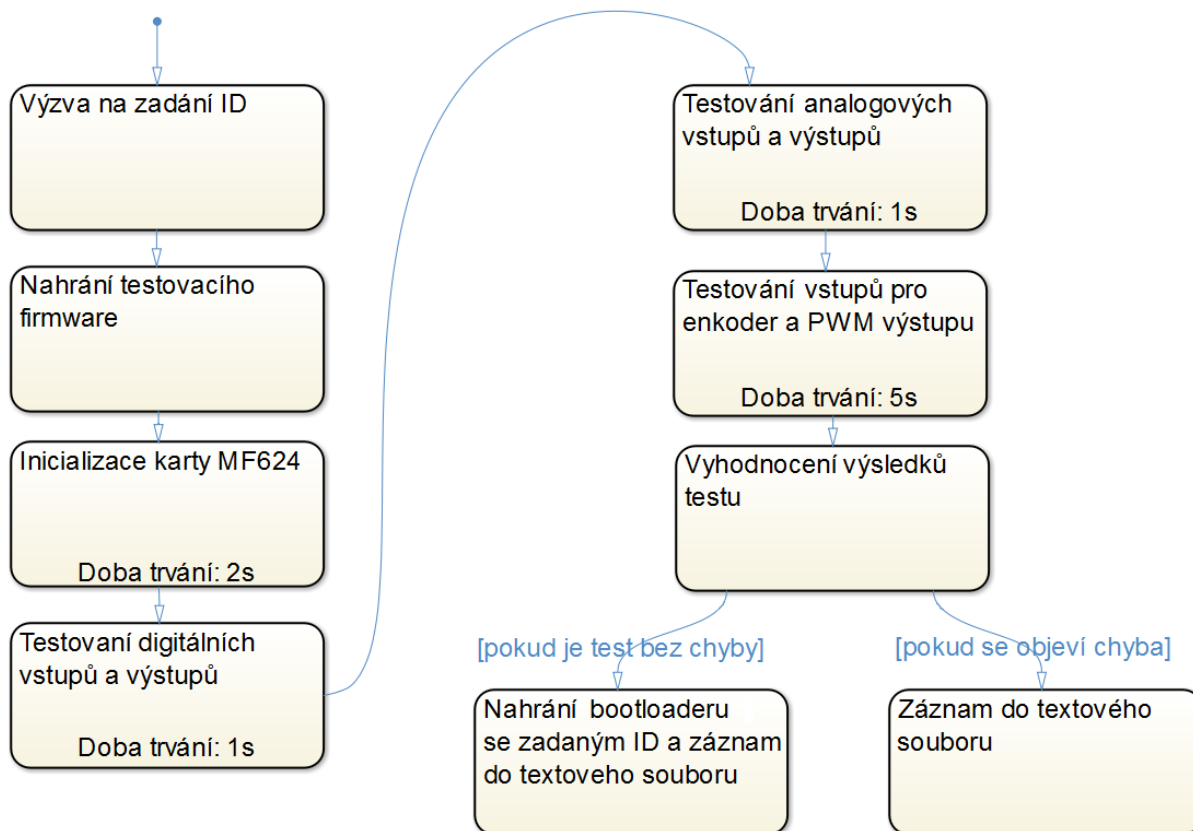 Výzva na zadání ID
Nahrání testovacího
firmware
Inicializace karty MF624
Doba trvání: 2s
Testovaní digitálních
vstupů a výstupů
Doba trvání: 1s
Testování analogových
vstupů a výstupů
Doba trvání: 1s
Testování vstupů pro
enkoder a PWM výstupu
Doba trvání: 5s
Vyhodnocení výsledků
testu
[pokud je test bez chyby]
[pokud se objeví chyba]
Nahrání bootloaderu
se zadaným ID a záznam
do textoveho souboru
Záznam do textového
souboru